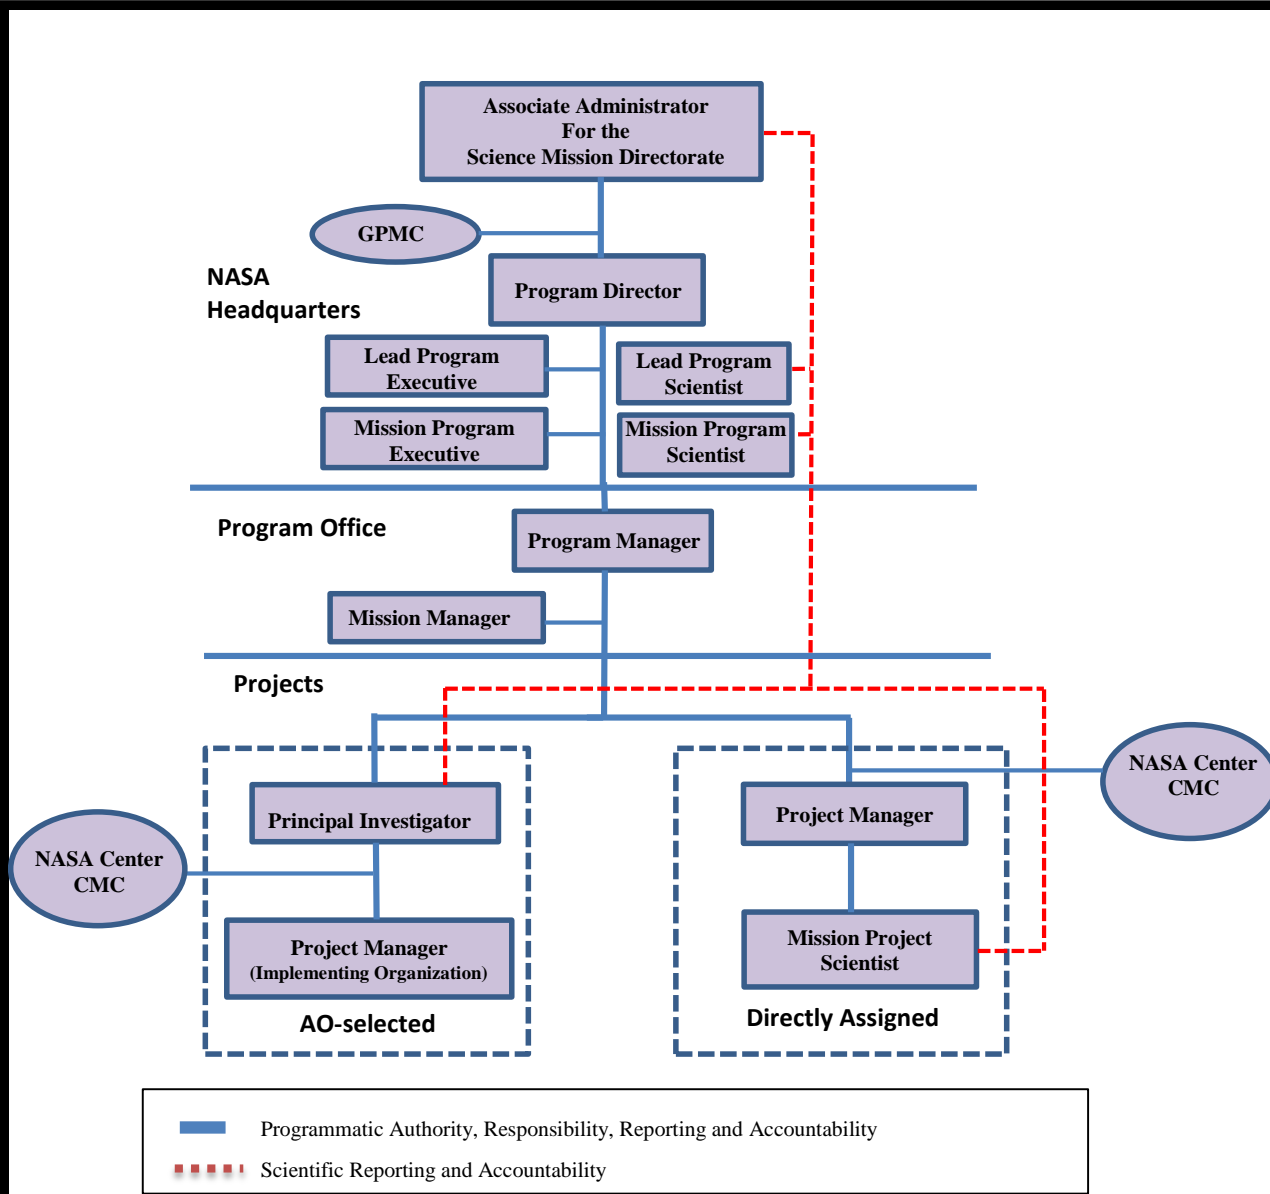 Associate Administrator
For the
Science Mission Directorate
GPMC
NASA
Headquarters
Program Director
Lead Program
Executive
Lead Program
Scientist
Mission Program
Executive
Mission Program
Scientist
Program Office
Program Manager
Mission Manager
Projects
NASA Center
CMC
Principal Investigator
Project Manager
NASA Center
CMC
Project Manager
(Implementing Organization)
Mission Project
Scientist
AO-selected
Directly Assigned
Programmatic Authority, Responsibility, Reporting and Accountability
Scientific Reporting and Accountability